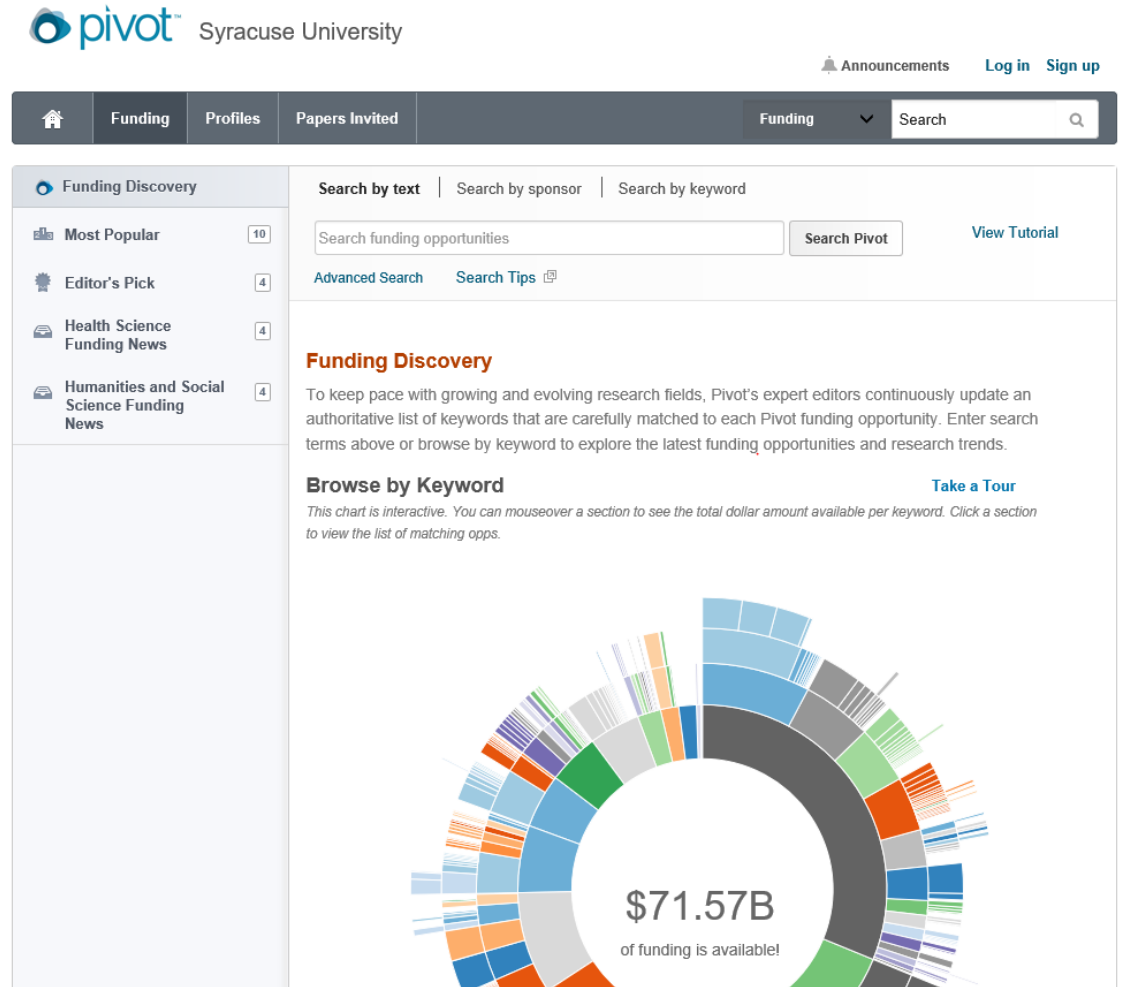 pivot™ Syracuse University
Announcements Log in Sign up
Funding Profiles Papers Invited Funding Search
Funding Discovery
Most Popular 10
Editor's Pick 4
Health Science
Funding News
4
Humanities and Social
Science Funding
News
4
Search by text Search by sponsor Search by keyword
Search funding opportunities Search Pivot View Tutorial
Advanced Search Search Tips
Funding Discovery
To keep pace with growing and evolving research fields, Pivot's expert editors continuously update an
authoritative list of keywords that are carefully matched to each Pivot funding opportunity. Enter search
terms above or browse by keyword to explore the latest funding opportunities and research trends.
Browse by Keyword Take a Tour
This chart is interactive. You can mouseover a section to see the total dollar amount available per keyword. Click a section
to view the list of matching opps.
$71.57B
of funding is available!